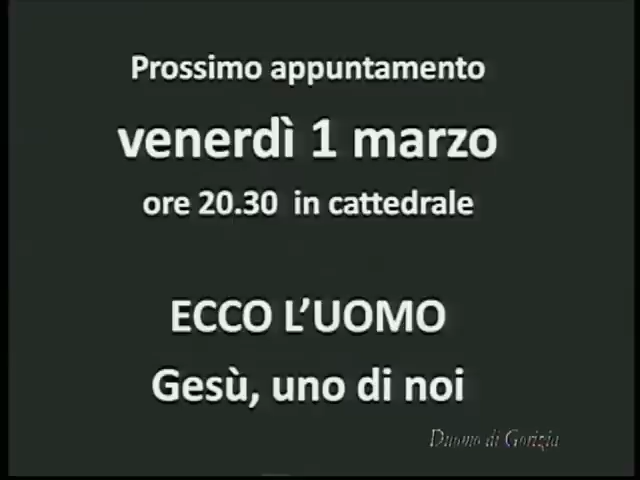 Prossimo appuntamento
venerdì 1 marzo
ore 20.30 in cattedrale
ECCO L’UOMO
Gesù, uno di noi
Duomo di Gorizia